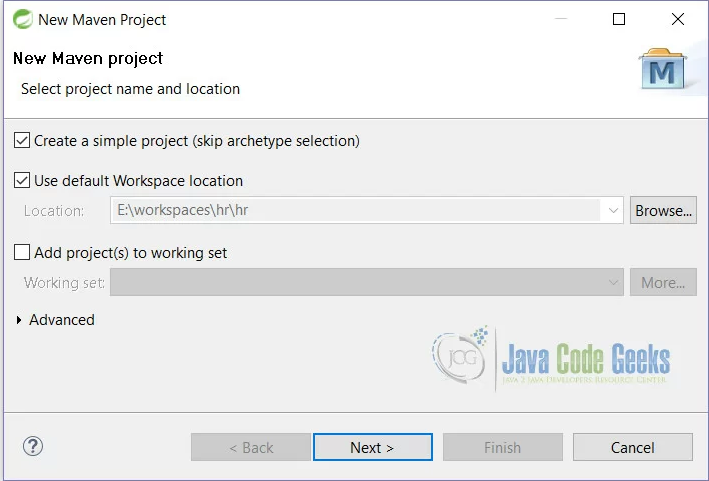 New Maven Project
New Maven project
Select project name and location
M
Create a simple project (skip archetype selection)
Use default Workspace location
Location: E:\workspaces\hr\hr Browse...
Add project(s) to working set
Working set: More...
Advanced
JCG Java Code Geeks
Java 2 Java Developers Resource Center
? < Back Next > Finish Cancel